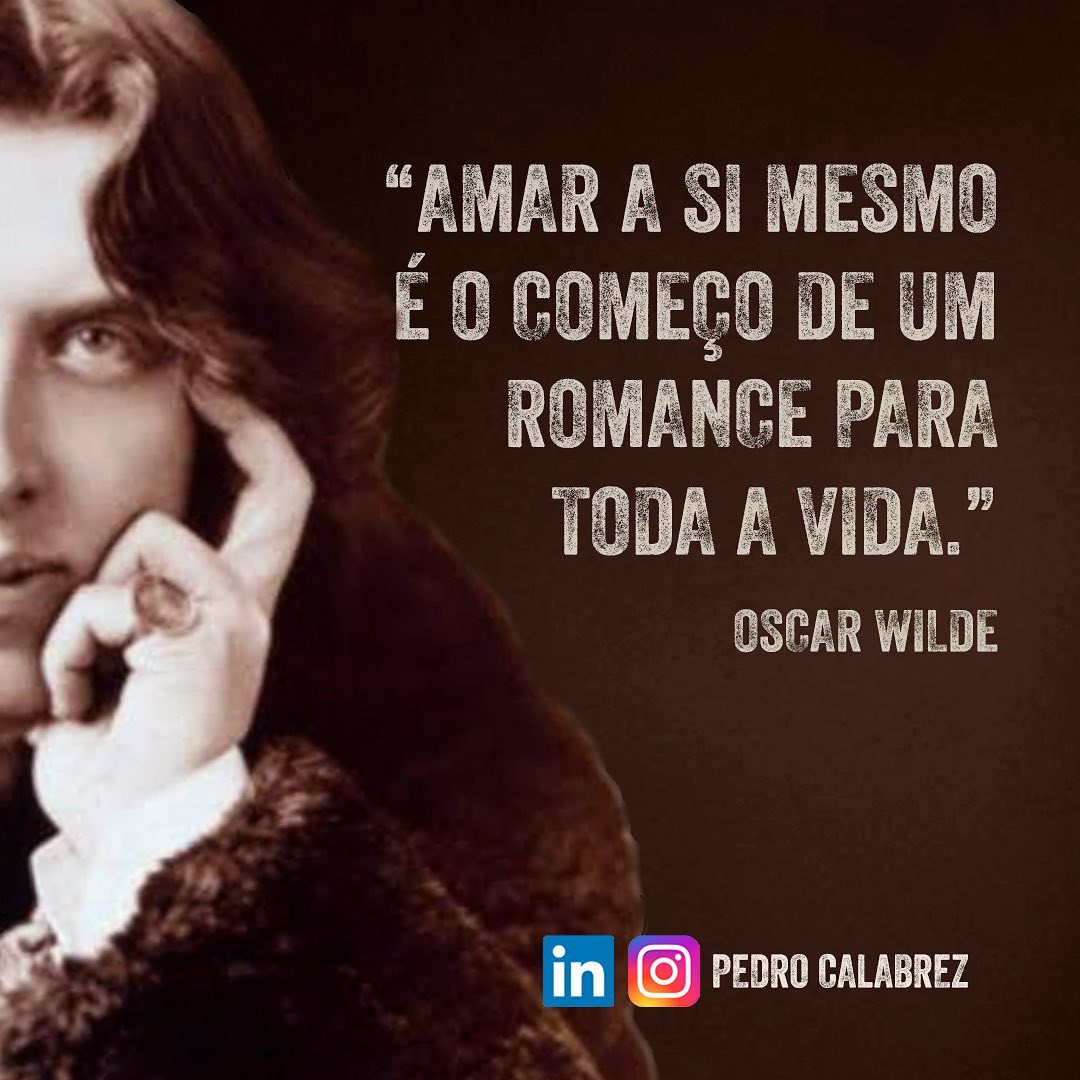 “AMAR A SI MESMO
É O COMEÇO DE UM
ROMANCE PARA
TODA A VIDA.”
OSCAR WILDE
in PEDRO CALABREZ